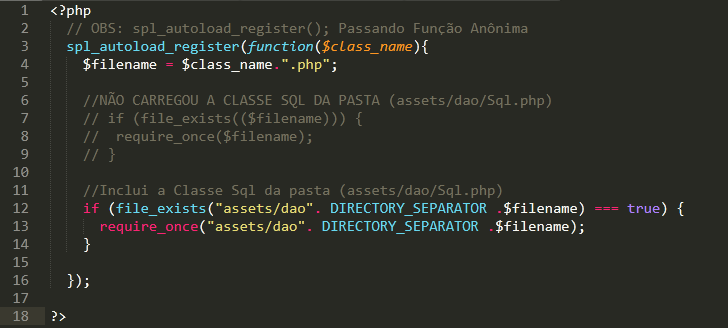 1 <?php
2 // OBS: spl_autoload_register(); Passando Função Anônima
3 spl_autoload_register(function($class_name){
4 $filename = $class_name.".php";
5
6 //NÃO CARREGOU A CLASSE SQL DA PASTA (assets/dao/Sql.php)
7 // if (file_exists(($filename))) {
8 //  require_once($filename);
9 // }
10
11 //Inclui a Classe Sql da pasta (assets/dao/Sql.php)
12 if (file_exists("assets/dao". DIRECTORY_SEPARATOR .$filename) === true) {
13 require_once("assets/dao". DIRECTORY_SEPARATOR .$filename);
14 }
15
16 });
17
18 ?>